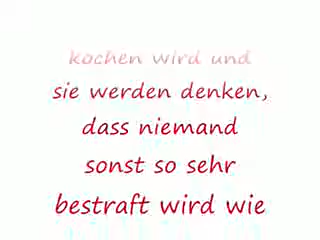 kochen wird und
sie werden denken,
dass niemand
sonst so sehr
bestraft wird wie